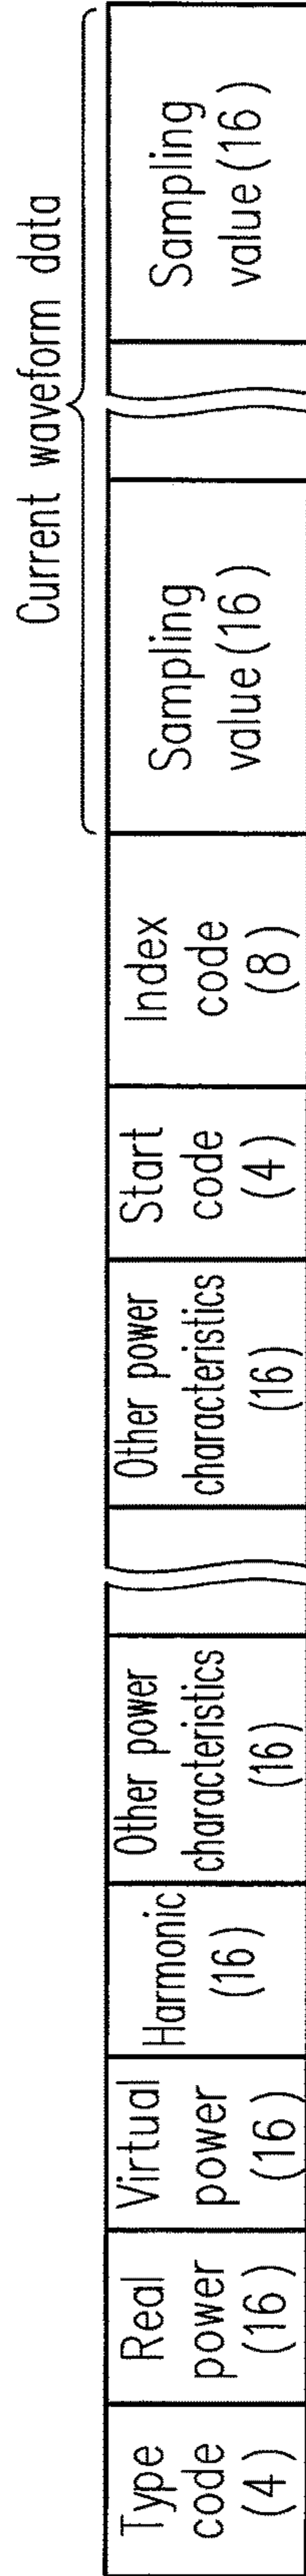 Current waveform data
Type
code
(4)
Real
power
(16)
Virtual
power
(16)
Harmonic
(16)
Other power
characteristics
(16)
Other power
characteristics
(16)
Start
code
(4)
Index
code
(8)
Sampling
value(16)
Sampling
value(16)